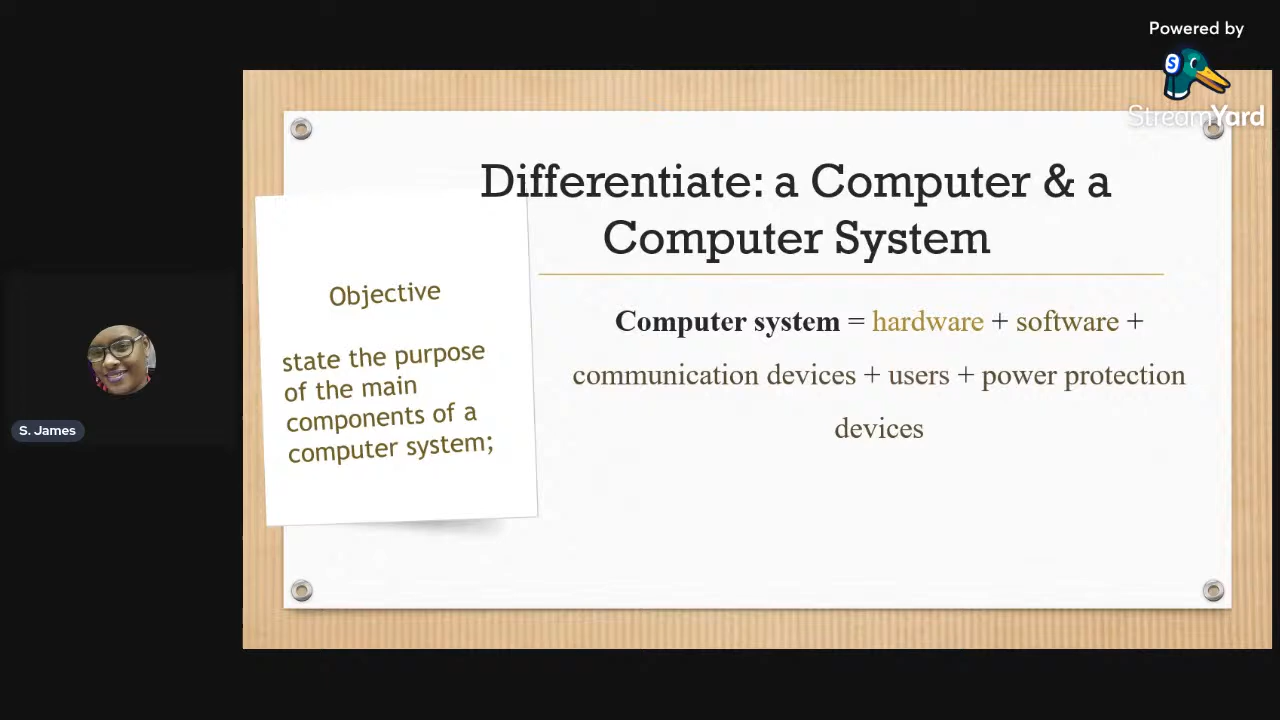 Powered by
StreamYard
Differentiate: a Computer & a
Computer System
Objective
state the purpose
of the main
components of a
computer system;
Computer system = hardware + software +
communication devices + users + power protection
devices
S. James